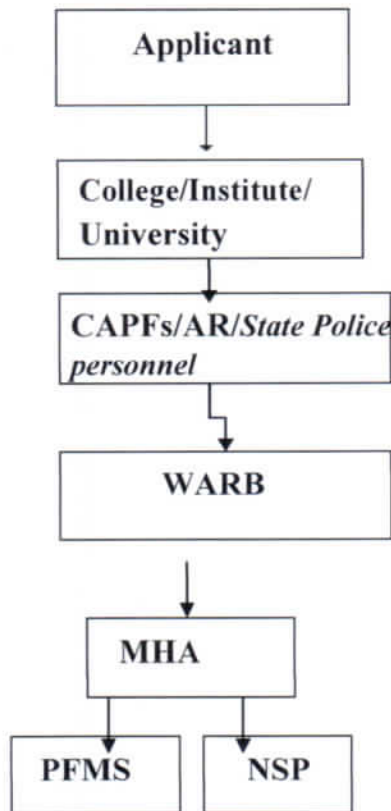 Applicant
College/Institute/
University
CAPFs/AR/State Police
personnel
WARB
MHA
PFMS
NSP